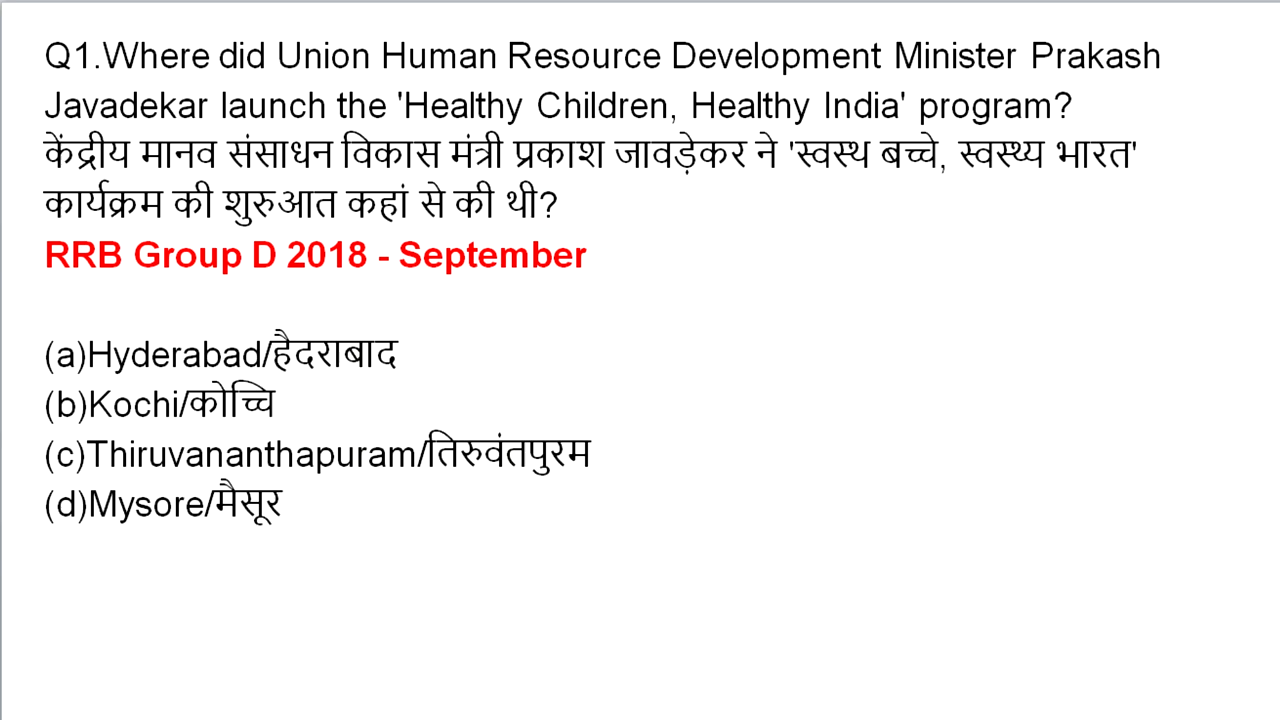 Q1.Where did Union Human Resource Development Minister Prakash
Javadekar launch the 'Healthy Children, Healthy India' program?
केंद्रीय मानव संसाधन विकास मंत्री प्रकाश जावड़ेकर ने 'स्वस्थ बच्चे, स्वस्थ्य भारत'
कार्यक्रम की शुरुआत कहां से की थी?
RRB Group D 2018 - September
(a)Hyderabad/हैदराबाद
(b)Kochi/कोच्चि
(c)Thiruvananthapuram/तिरुवंतपुरम
(d)Mysore/मैसूर